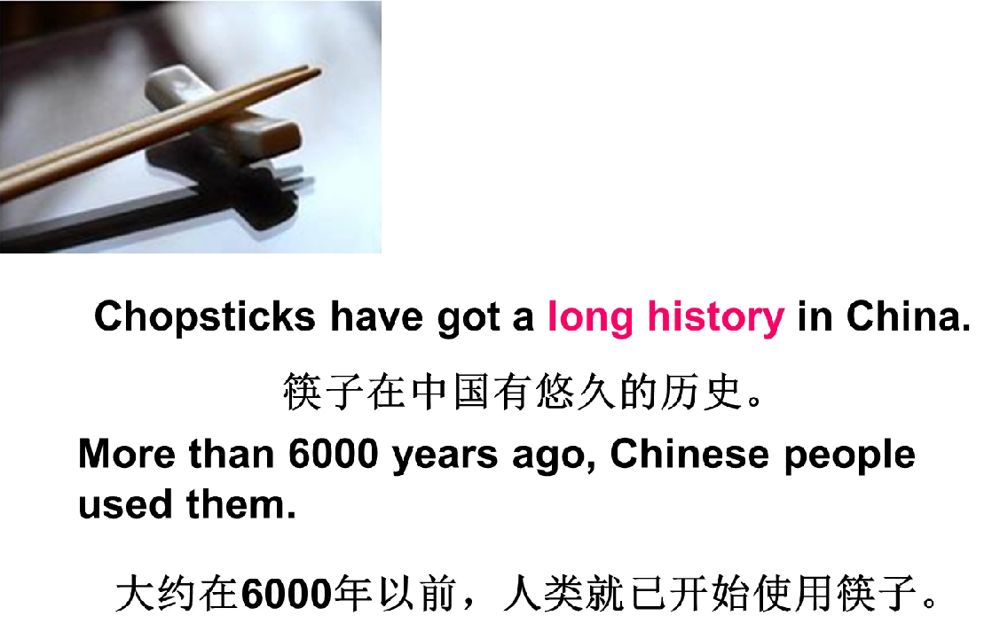 Chopsticks have got a long history in China.
筷子在中国有悠久的历史。
More than 6000 years ago, Chinese people
used them.
大约在6000年以前，人类就已开始使用筷子。